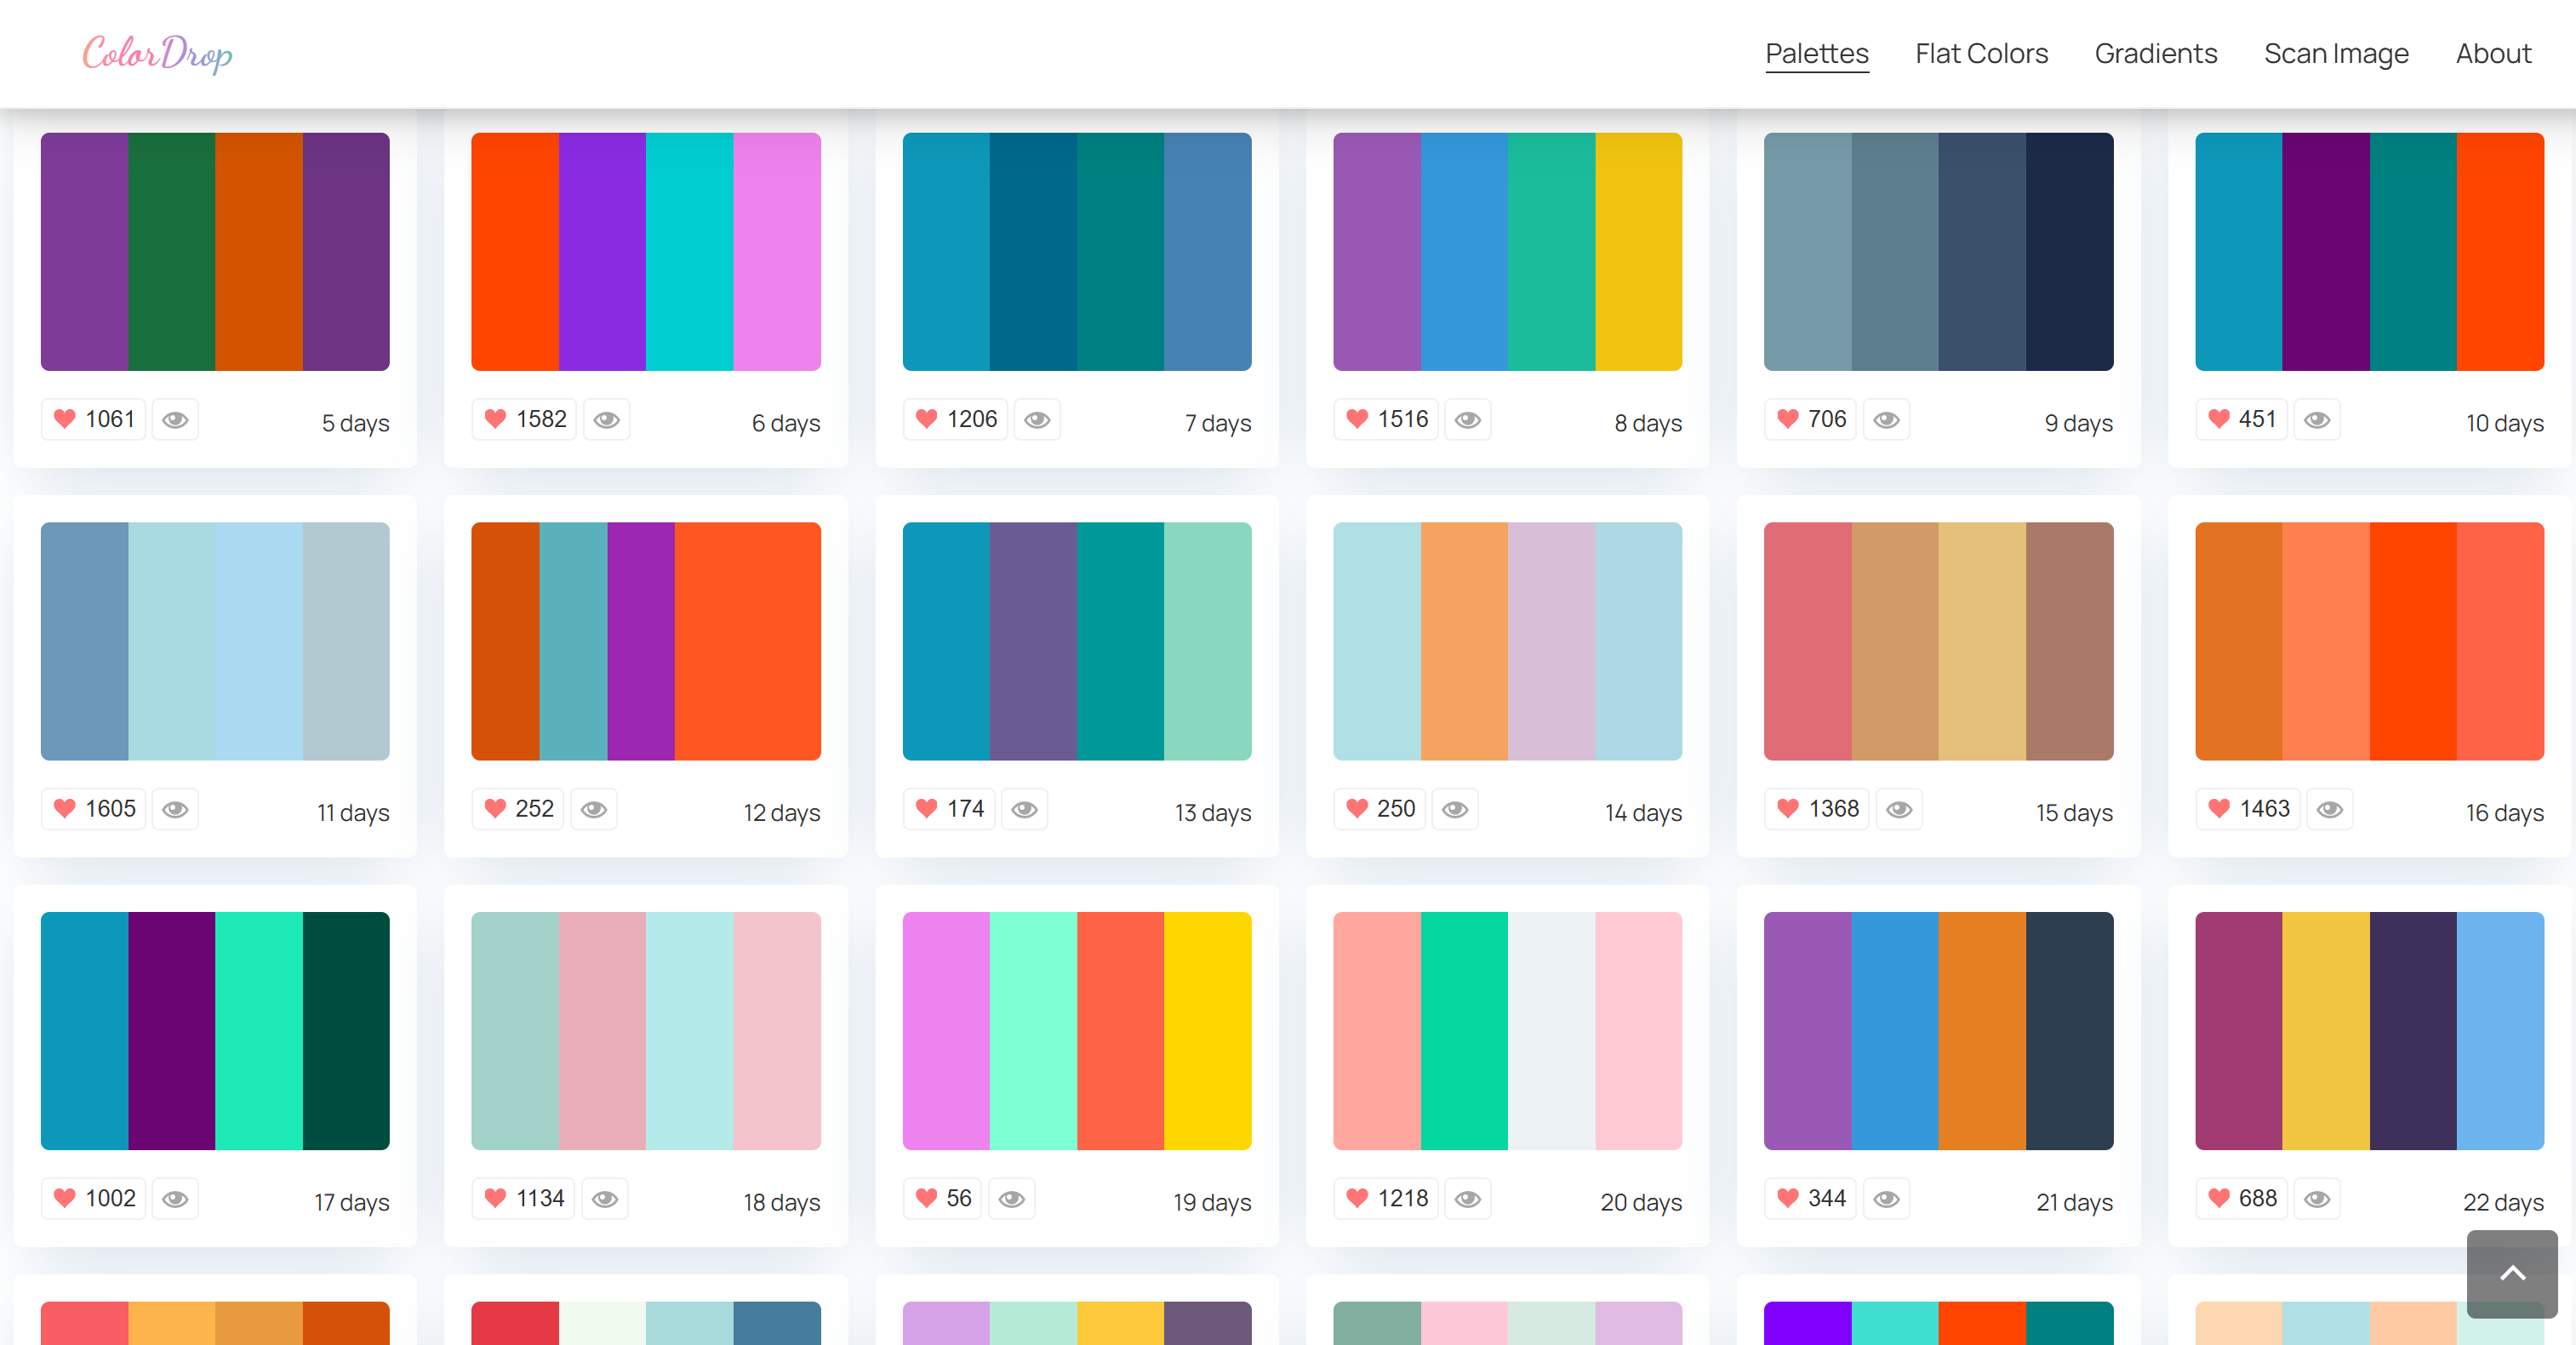 ColorDrop
Palettes Flat Colors Gradients Scan Image About
1061 5 days
1582 6 days
1206 7 days
1516 8 days
706 9 days
451 10 days
1605 11 days
252 12 days
174 13 days
250 14 days
1368 15 days
1463 16 days
1002 17 days
1134 18 days
56 19 days
1218 20 days
344 21 days
688 22 days